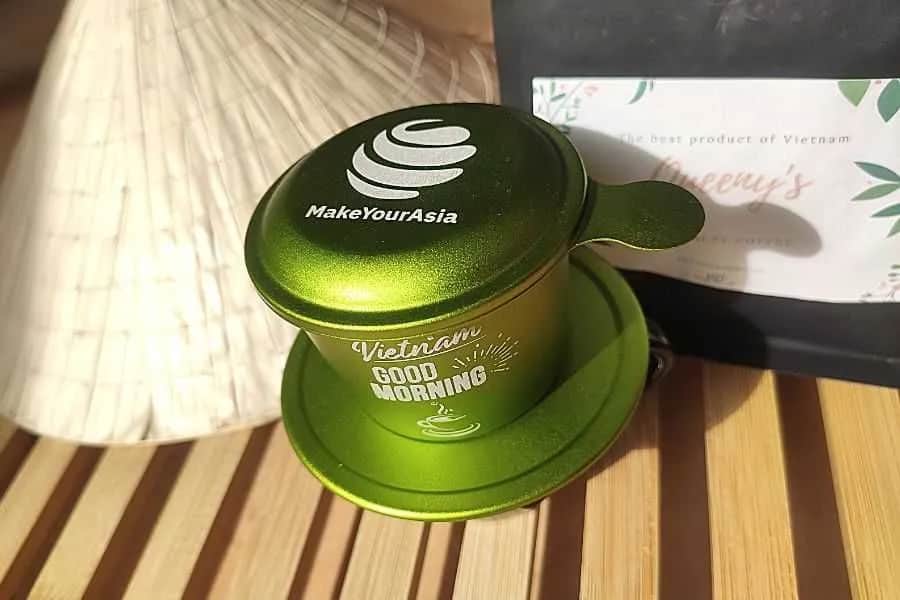 MakeYourAsia
Vietnam
GOOD
MORNING
The best product of Vietnam
Queeny's